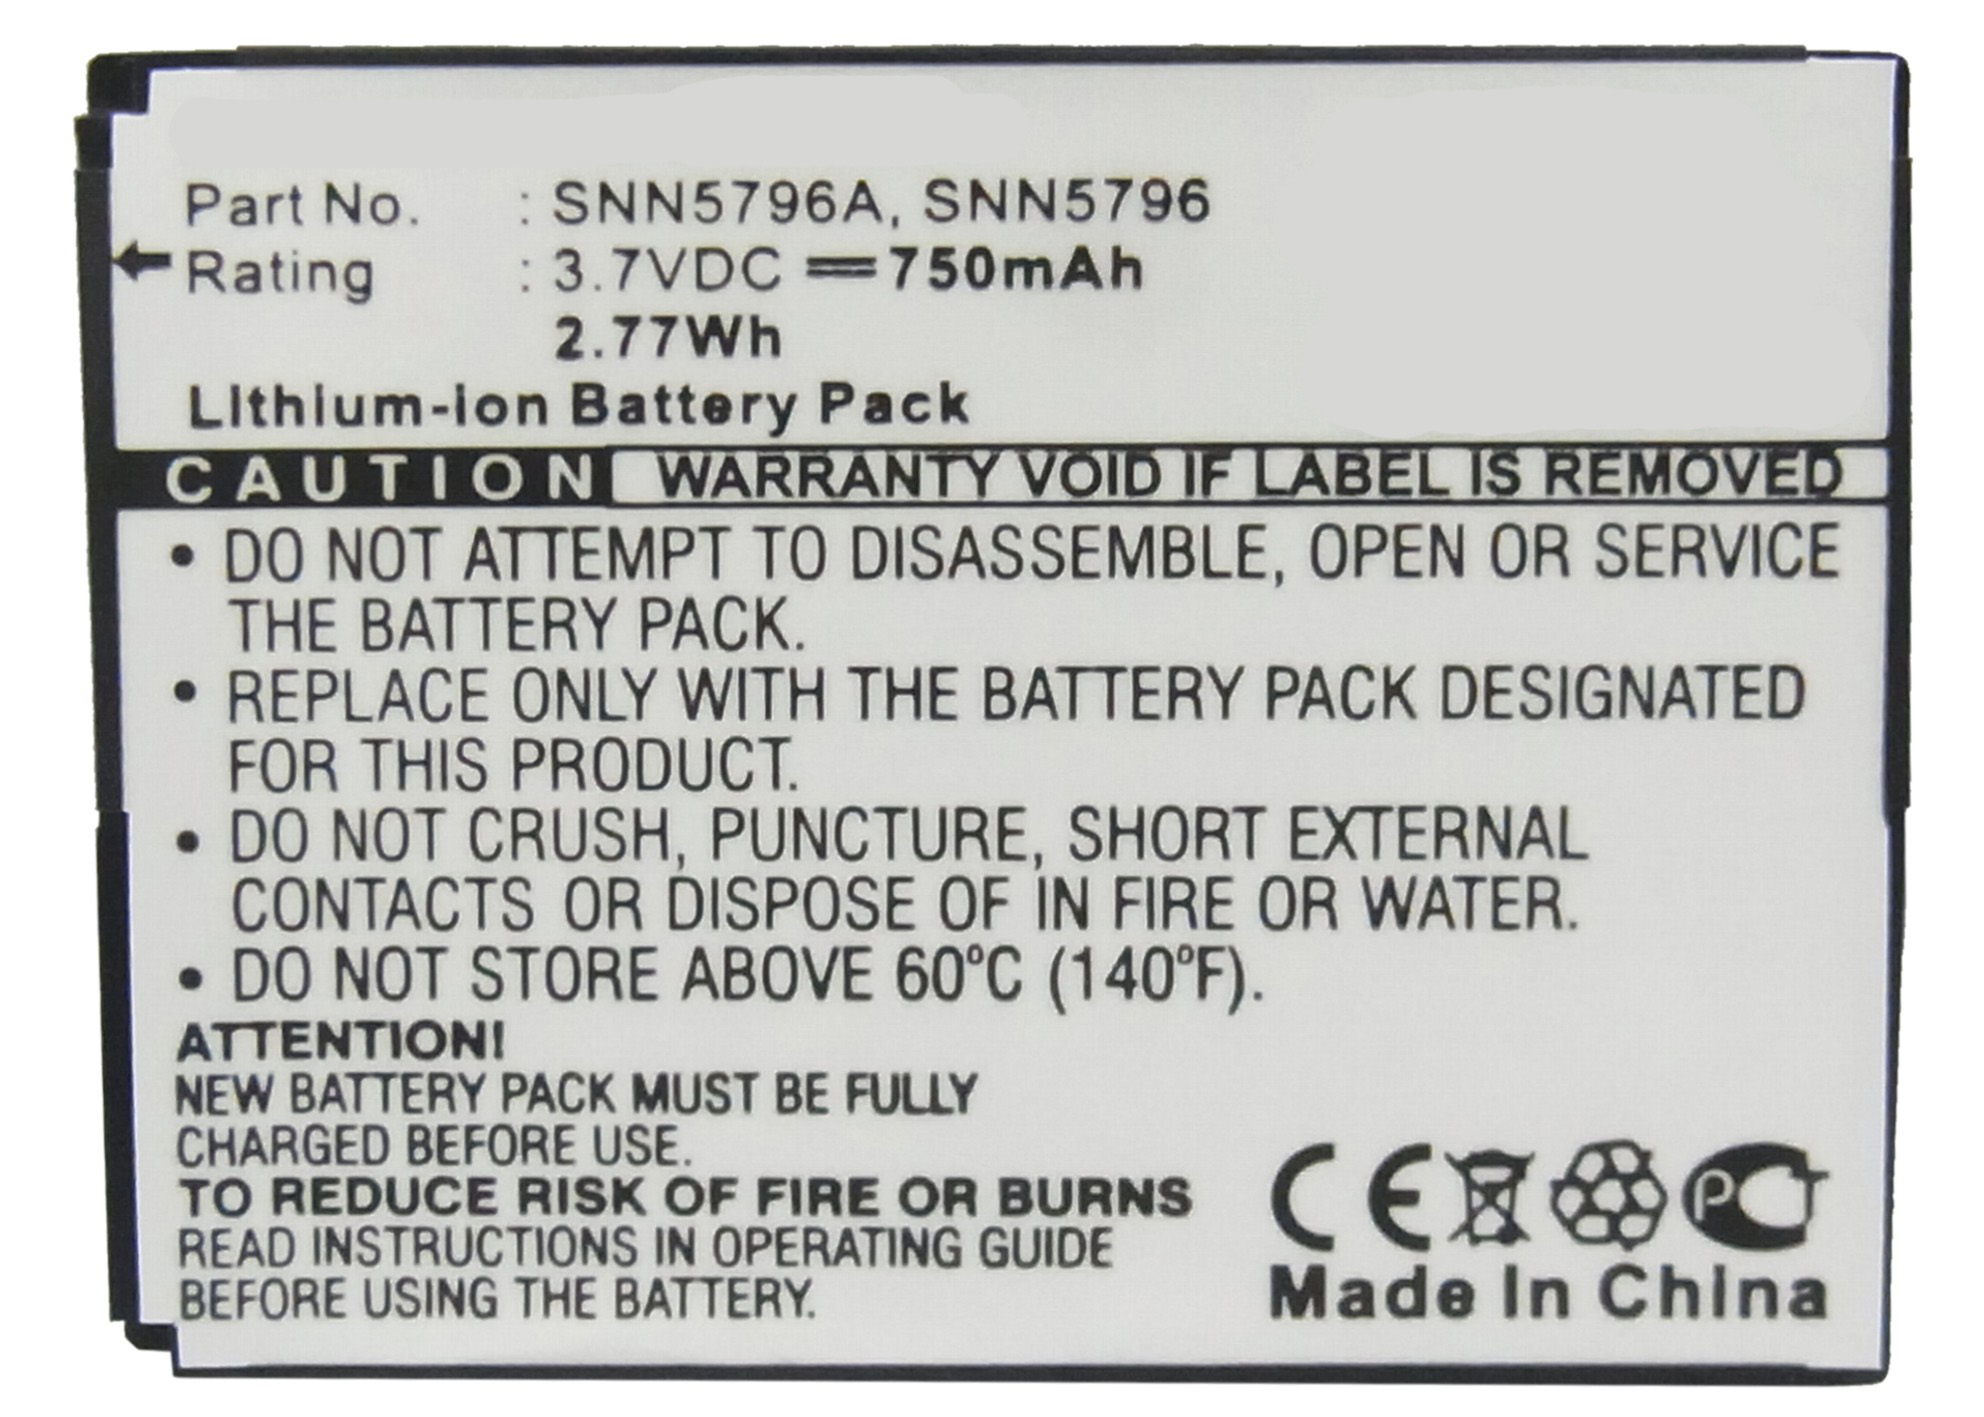 Part No. : SNN5796A, SNN5796
Rating : 3.7VDC ⎓ 750mAh
2.77Wh
Lithium-ion Battery Pack
CAUTION WARRANTY VOID IF LABEL IS REMOVED
• DO NOT ATTEMPT TO DISASSEMBLE, OPEN OR SERVICE
THE BATTERY PACK.
• REPLACE ONLY WITH THE BATTERY PACK DESIGNATED
FOR THIS PRODUCT.
• DO NOT CRUSH, PUNCTURE, SHORT EXTERNAL
CONTACTS OR DISPOSE OF IN FIRE OR WATER.
• DO NOT STORE ABOVE 60°C (140°F).
ATTENTION!
NEW BATTERY PACK MUST BE FULLY
CHARGED BEFORE USE.
TO REDUCE RISK OF FIRE OR BURNS
READ INSTRUCTIONS IN OPERATING GUIDE
BEFORE USING THE BATTERY.
CE PC
Made In China